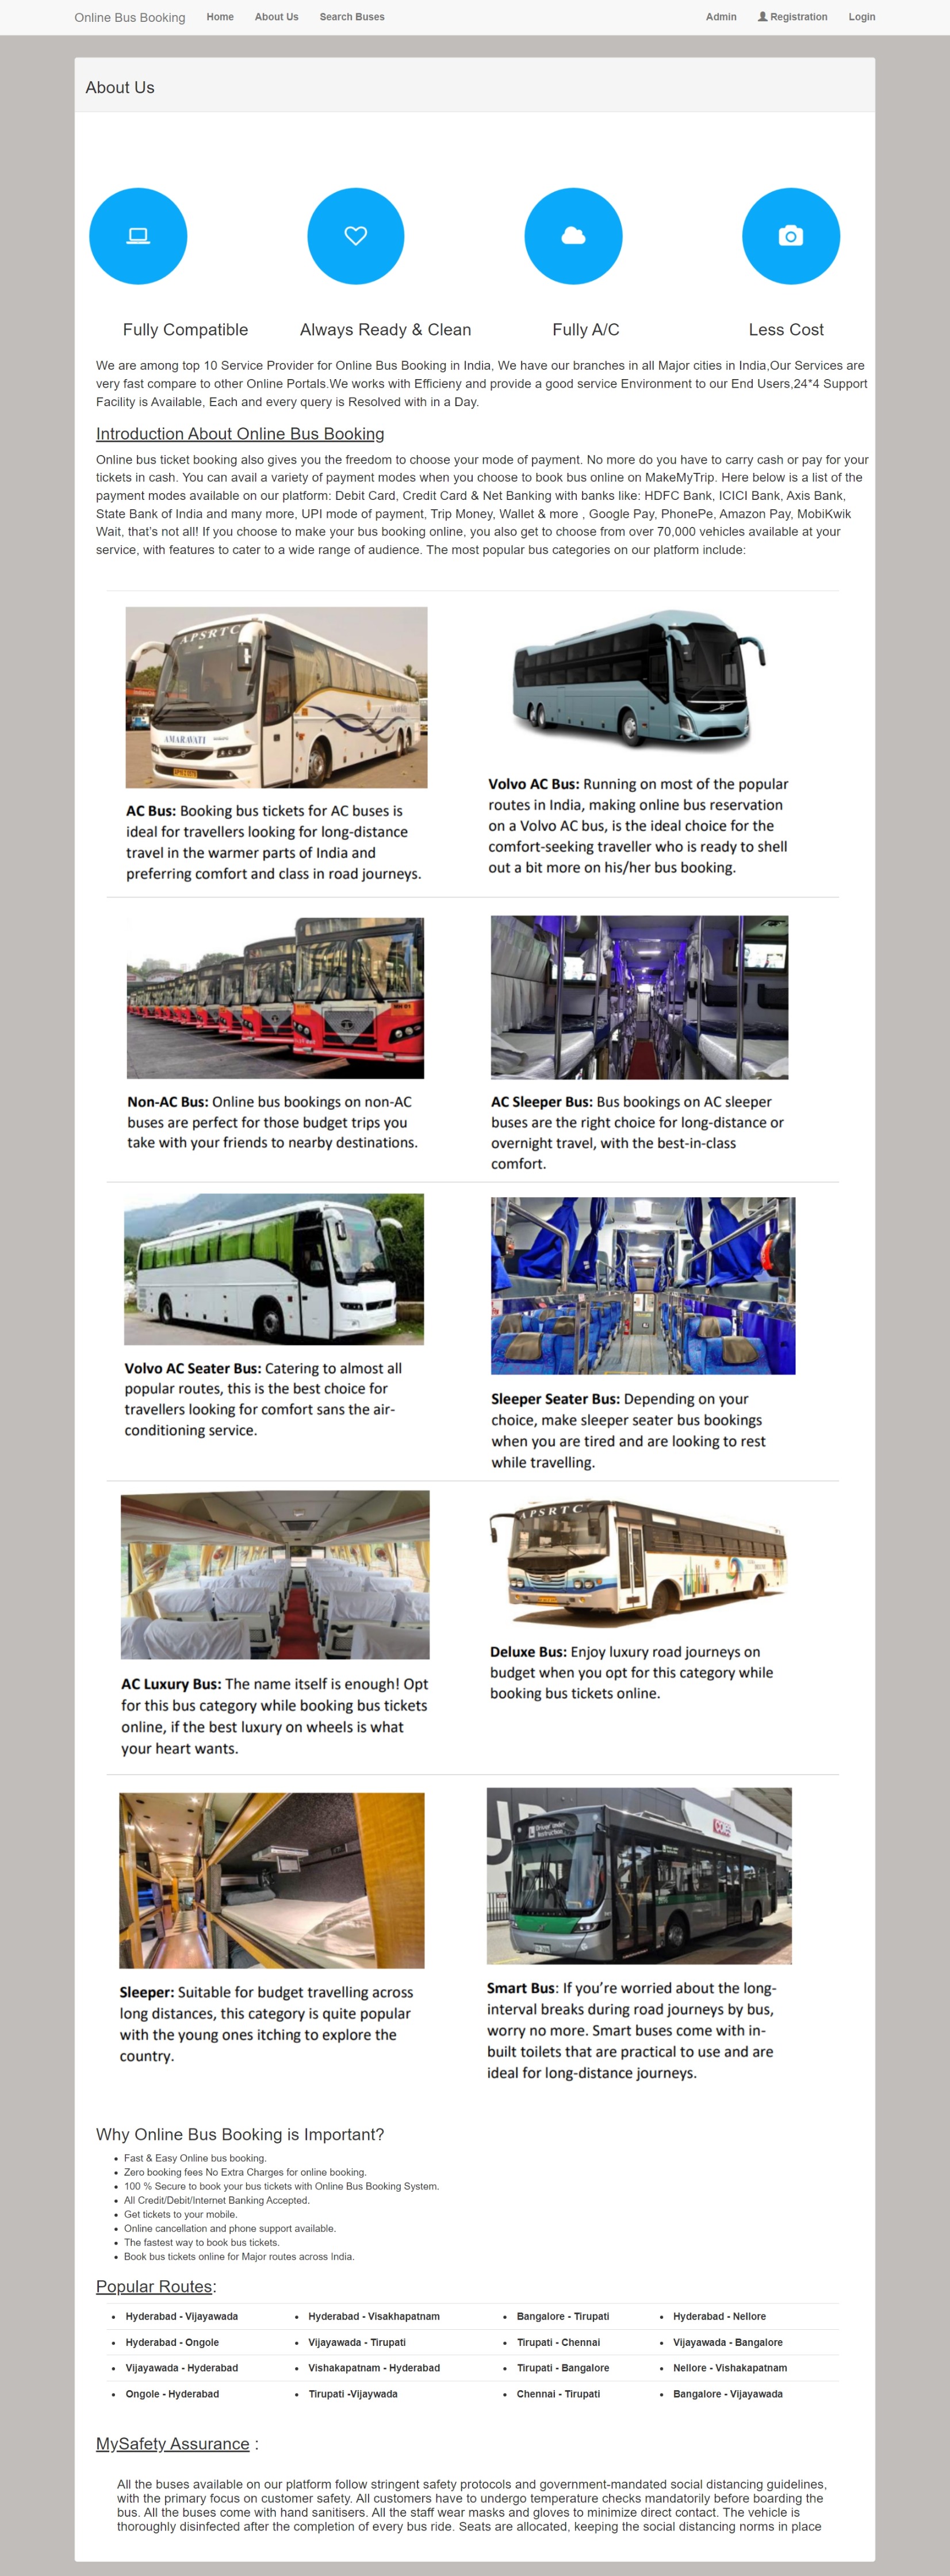 Online Bus Booking Home About Us Search Buses Admin Registration Login
About Us
Fully Compatible Always Ready & Clean Fully A/C Less Cost
We are among top 10 Service Provider for Online Bus Booking in India, We have our branches in all Major cities in India,Our Services are
very fast compare to other Online Portals.We works with Efficieny and provide a good service Environment to our End Users,24*4 Support
Facility is Available, Each and every query is Resolved with in a Day.
Introduction About Online Bus Booking
Online bus ticket booking also gives you the freedom to choose your mode of payment. No more do you have to carry cash or pay for your
tickets in cash. You can avail a variety of payment modes when you choose to book bus online on MakeMyTrip. Here below is a list of the
payment modes available on our platform: Debit Card, Credit Card & Net Banking with banks like: HDFC Bank, ICICI Bank, Axis Bank,
State Bank of India and many more, UPI mode of payment, Trip Money, Wallet & more , Google Pay, PhonePe, Amazon Pay, MobiKwik
Wait, that's not all! If you choose to make your bus booking online, you also get to choose from over 70,000 vehicles available at your
service, with features to cater to a wide range of audience. The most popular bus categories on our platform include:
APSRTC
AMARAVATI
AC Bus: Booking bus tickets for AC buses is
ideal for travellers looking for long-distance
travel in the warmer parts of India and
preferring comfort and class in road journeys.
Volvo AC Bus: Running on most of the popular
routes in India, making online bus reservation
on a Volvo AC bus, is the ideal choice for the
comfort-seeking traveller who is ready to shell
out a bit more on his/her bus booking.
Non-AC Bus: Online bus bookings on non-AC
buses are perfect for those budget trips you
take with your friends to nearby destinations.
AC Sleeper Bus: Bus bookings on AC sleeper
buses are the right choice for long-distance or
overnight travel, with the best-in-class
comfort.
Volvo AC Seater Bus: Catering to almost all
popular routes, this is the best choice for
travellers looking for comfort sans the air-
conditioning service.
Sleeper Seater Bus: Depending on your
choice, make sleeper seater bus bookings
when you are tired and are looking to rest
while travelling.
AC Luxury Bus: The name itself is enough! Opt
for this bus category while booking bus tickets
online, if the best luxury on wheels is what
your heart wants.
APSRTC
Deluxe Bus: Enjoy luxury road journeys on
budget when you opt for this category while
booking bus tickets online.
Sleeper: Suitable for budget travelling across
long distances, this category is quite popular
with the young ones itching to explore the
country.
Smart Bus: If you're worried about the long-
interval breaks during road journeys by bus,
worry no more. Smart buses come with in-
built toilets that are practical to use and are
ideal for long-distance journeys.
Why Online Bus Booking is Important?
• Fast & Easy Online bus booking.
• Zero booking fees No Extra Charges for online booking.
• 100 % Secure to book your bus tickets with Online Bus Booking System.
• All Credit/Debit/Internet Banking Accepted.
• Get tickets to your mobile.
• Online cancellation and phone support available.
• The fastest way to book bus tickets.
• Book bus tickets online for Major routes across India.
Popular Routes:
• Hyderabad - Vijayawada • Hyderabad - Visakhapatnam • Bangalore - Tirupati • Hyderabad - Nellore
• Hyderabad - Ongole • Vijayawada - Tirupati • Tirupati - Chennai • Vijayawada - Bangalore
• Vijayawada - Hyderabad • Vishakapatnam - Hyderabad • Tirupati - Bangalore • Nellore - Vishakapatnam
• Ongole - Hyderabad • Tirupati -Vijaywada • Chennai - Tirupati • Bangalore - Vijayawada
MySafety Assurance :
All the buses available on our platform follow stringent safety protocols and government-mandated social distancing guidelines,
with the primary focus on customer safety. All customers have to undergo temperature checks mandatorily before boarding the
bus. All the buses come with hand sanitisers. All the staff wear masks and gloves to minimize direct contact. The vehicle is
thoroughly disinfected after the completion of every bus ride. Seats are allocated, keeping the social distancing norms in place